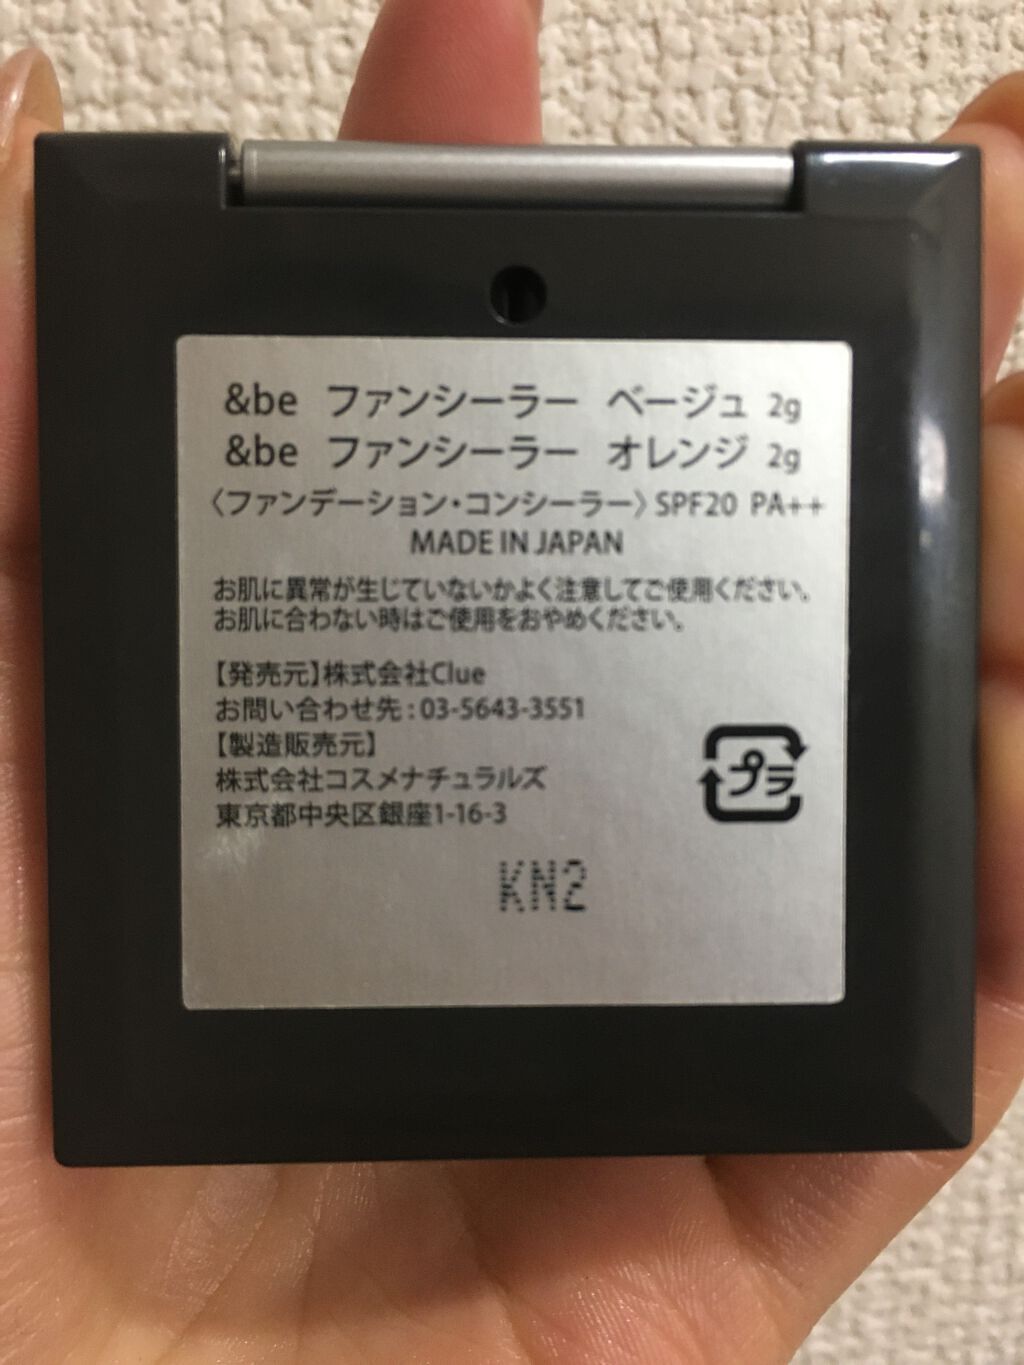 &be ファンシーラー ベージュ 2g
&be ファンシーラー オレンジ 2g
〈ファンデーション・コンシーラー〉SPF20 PA++
MADE IN JAPAN
お肌に異常が生じていないかよく注意してご使用ください。
お肌に合わない時はご使用をおやめください。
【発売元】株式会社Clue
お問い合わせ先:03-5643-3551
【製造販売元】
株式会社コスメナチュラルズ
東京都中央区銀座1-16-3
プラ
KN2